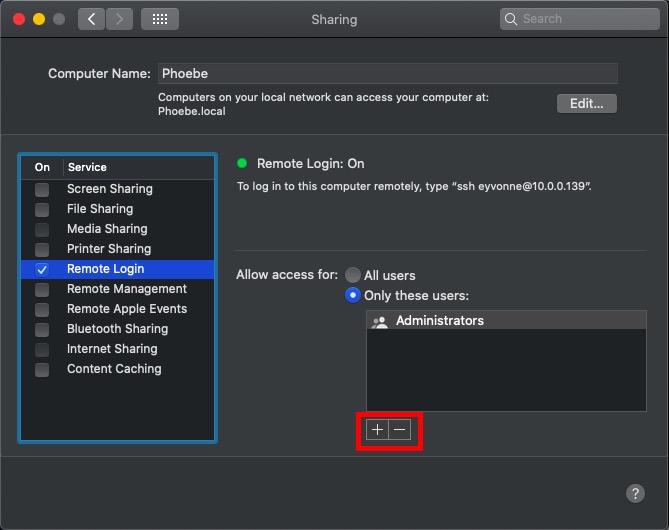 Sharing
Search
Computer Name: Phoebe
Computers on your local network can access your computer at:
Phoebe.local
Edit...
On Service
Screen Sharing
File Sharing
Media Sharing
Printer Sharing
Remote Login
Remote Management
Remote Apple Events
Bluetooth Sharing
Internet Sharing
Content Caching
Remote Login: On
To log in to this computer remotely, type “ssh eyvonne@10.0.0.139”.
Allow access for: All users
Only these users:
Administrators
+ −
?